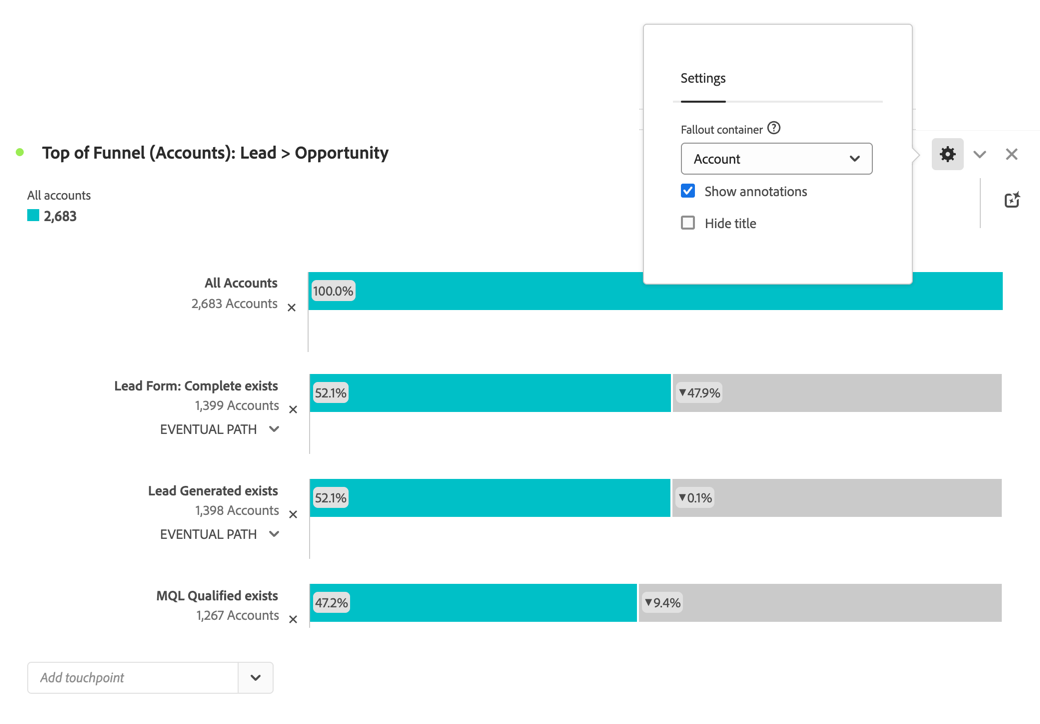 Settings
Fallout container
Account
Show annotations
Hide title
Top of Funnel (Accounts): Lead > Opportunity
All accounts
2,683
All Accounts
2,683 Accounts
100.0%
Lead Form: Complete exists
1,399 Accounts
EVENTUAL PATH
52.1%
▼47.9%
Lead Generated exists
1,398 Accounts
EVENTUAL PATH
52.1%
▼0.1%
MQL Qualified exists
1,267 Accounts
47.2%
▼9.4%
Add touchpoint